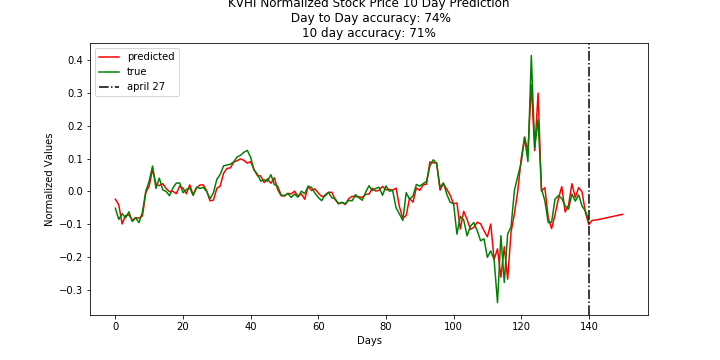 KVHI Normalized Stock Price 10 Day Prediction
Day to Day accuracy: 74%
10 day accuracy: 71%
predicted
true
april 27
Normalized Values
0.4
0.3
0.2
0.1
0.0
−0.1
−0.2
−0.3
0 20 40 60 80 100 120 140
Days